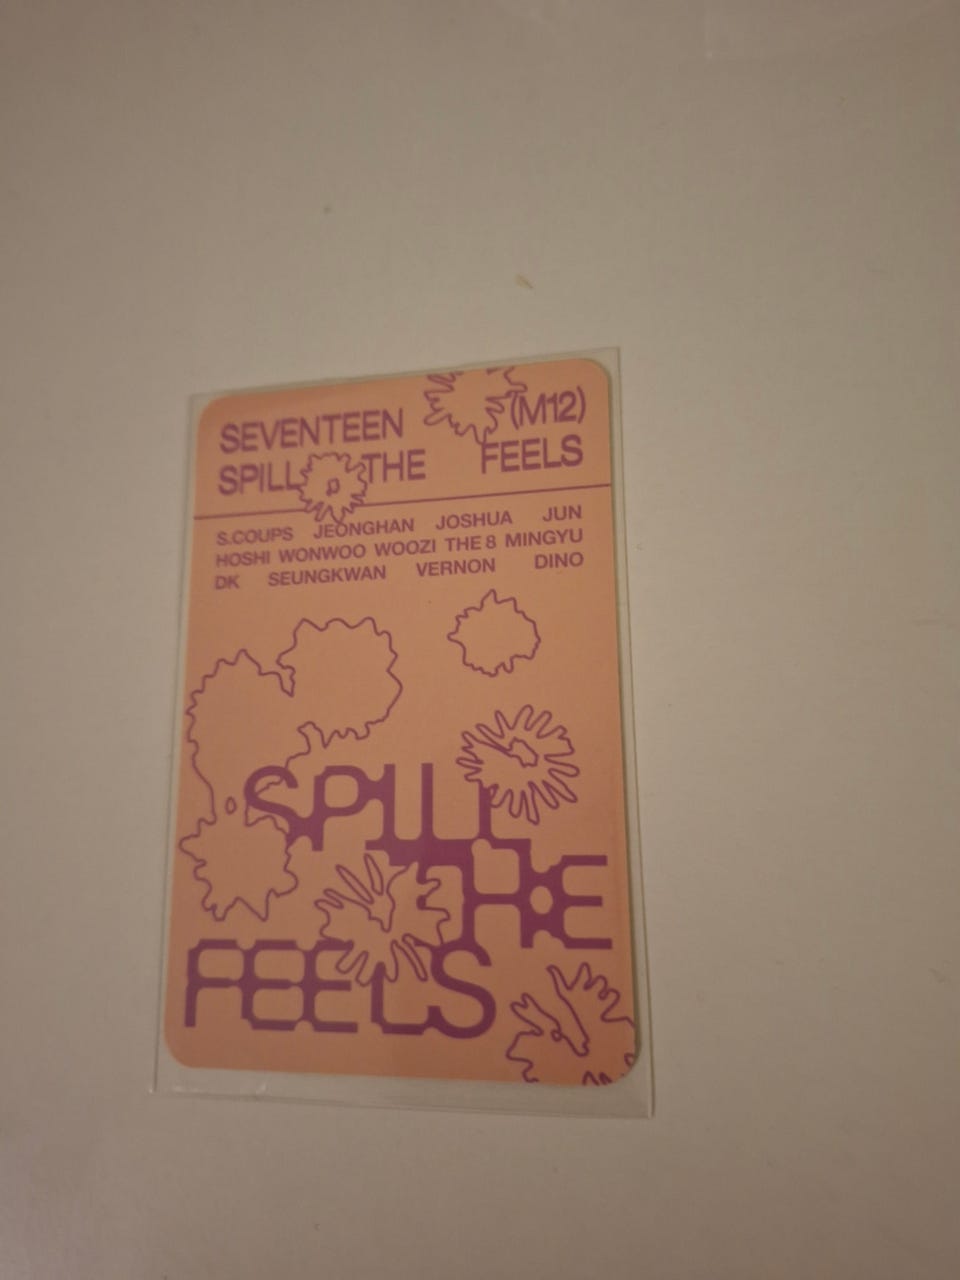 SEVENTEEN (M12)
SPILL THE FEELS
S.COUPS JEONGHAN JOSHUA JUN
HOSHI WONWOO WOOZI THE 8 MINGYU
DK SEUNGKWAN VERNON DINO
SPILL
THE
FEELS